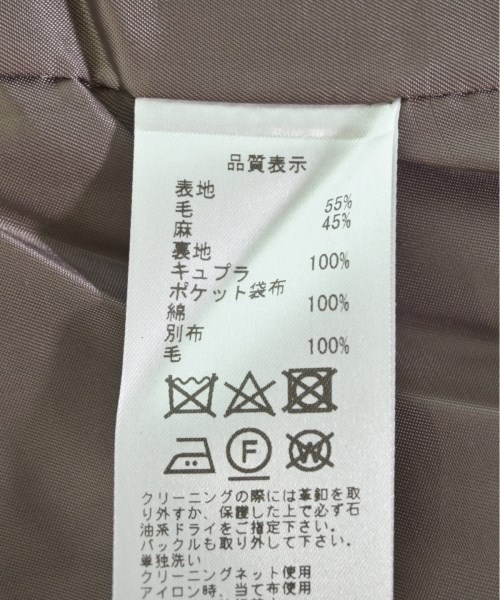 品質表示
表地
毛 55%
麻 45%
裏地
キュプラ 100%
ポケット袋布
綿 100%
別布
毛 100%
F
W
クリーニングの際には革釦を取
り外すか、保護した上で必ず石
油系ドライをご指定下さい。
バックルも取り外して下さい。
単独洗い
クリーニングネット使用
アイロン時、当て布使用